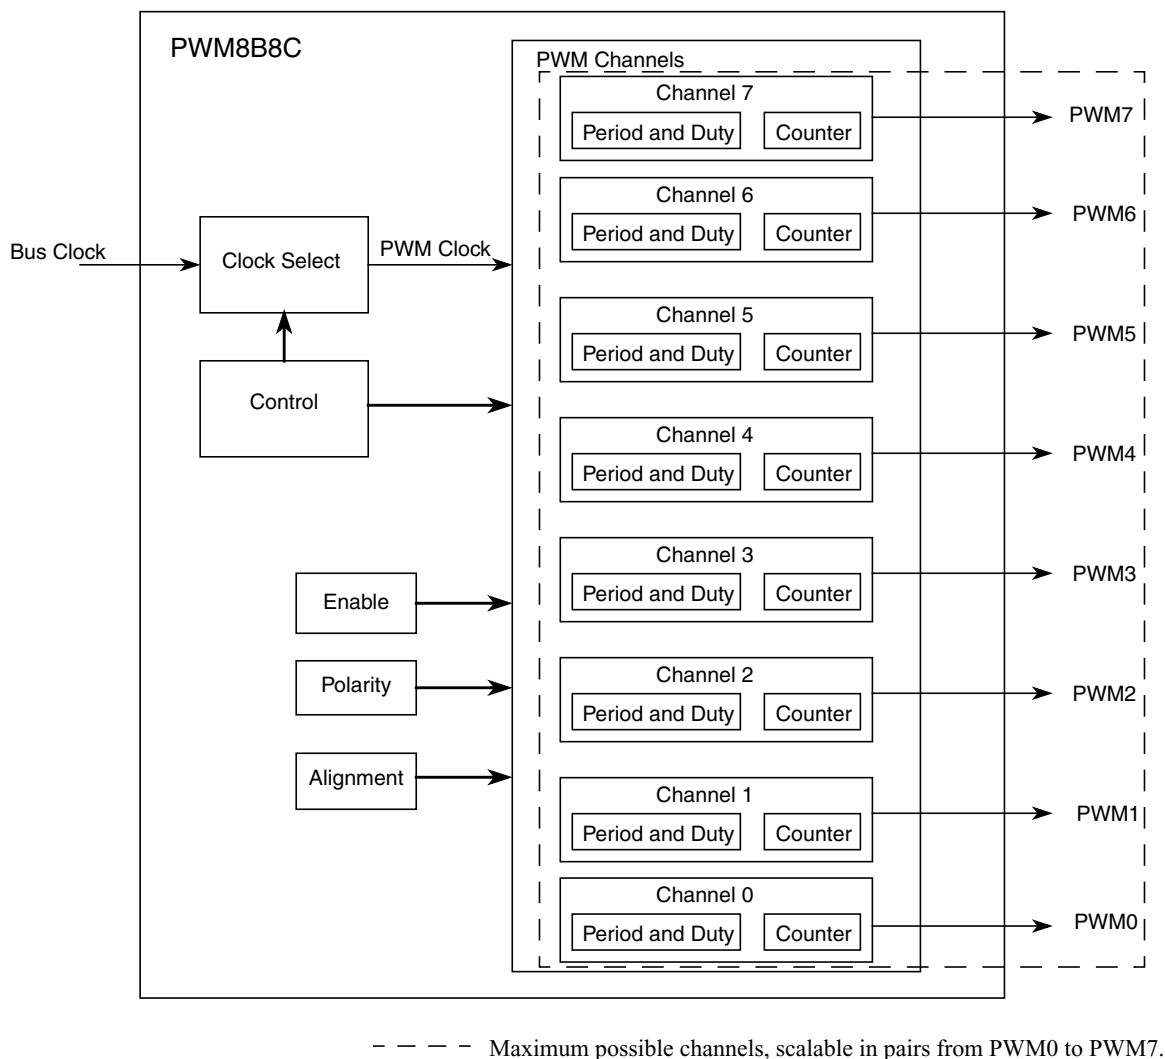 PWM8B8C
PWM Channels
Channel 7
Period and Duty
Counter
PWM7
Channel 6
Period and Duty
Counter
PWM6
Bus Clock
Clock Select
PWM Clock
Control
Channel 5
Period and Duty
Counter
PWM5
Channel 4
Period and Duty
Counter
PWM4
Enable
Channel 3
Period and Duty
Counter
PWM3
Polarity
Channel 2
Period and Duty
Counter
PWM2
Alignment
Channel 1
Period and Duty
Counter
PWM1
Channel 0
Period and Duty
Counter
PWM0
Maximum possible channels, scalable in pairs from PWM0 to PWM7.